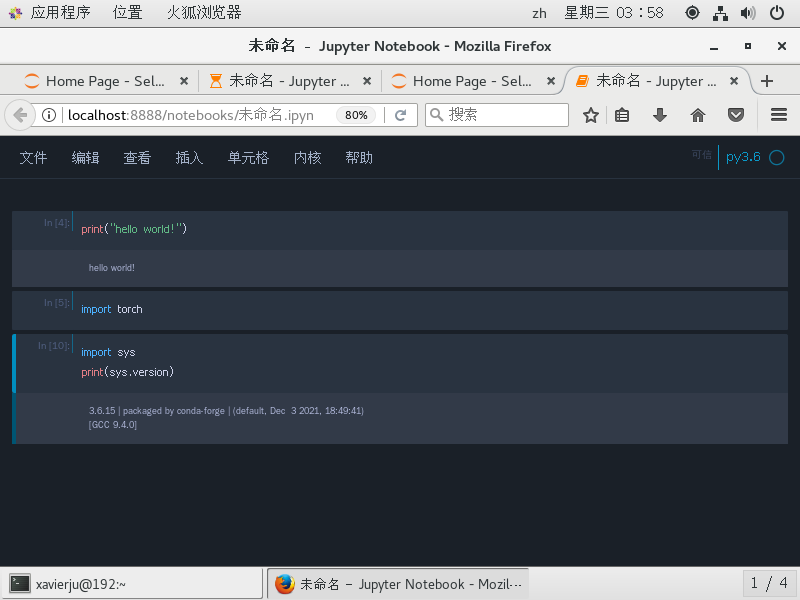 应用程序 位置 火狐浏览器 zh 星期三 03：58
未命名 - Jupyter Notebook - Mozilla Firefox
Home Page - Sel... 未命名 - Jupyter ... Home Page - Sel... 未命名 - Jupyter ...
localhost:8888/notebooks/未命名.ipyn 80% 搜索
文件 编辑 查看 插入 单元格 内核 帮助 可信 py3.6
In [4]: print("hello world!")
hello world!
In [5]: import torch
In [10]: import sys
print(sys.version)
3.6.15 | packaged by conda-forge | (default, Dec  3 2021, 18:49:41)
[GCC 9.4.0]
xavierju@192:~ 未命名 - Jupyter Notebook - Mozil··· 1 / 4